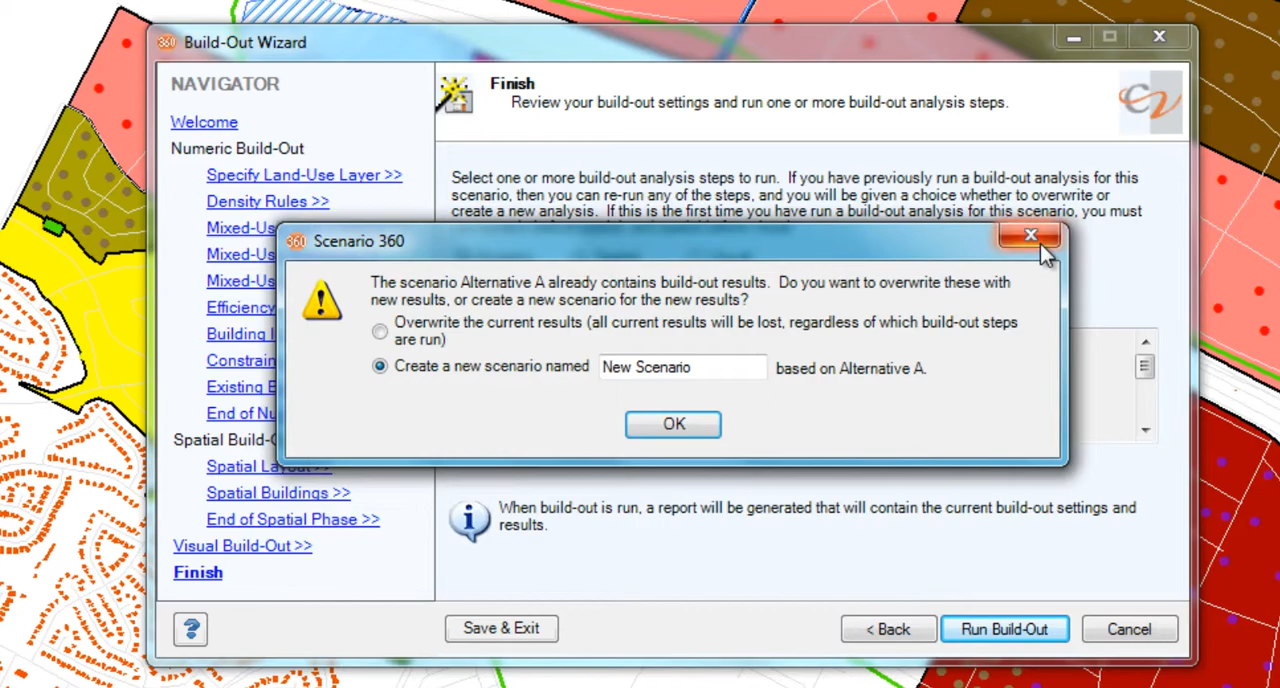 Build-Out Wizard
NAVIGATOR
Welcome
Numeric Build-Out
Specify Land-Use Layer >>
Density Rules >>
Mixed-Us
Mixed-Us
Mixed-Us
Efficiency
Building I
Constrain
Existing E
End of Nu
Spatial Build-O
Spatial Layout >>
Spatial Buildings >>
End of Spatial Phase >>
Visual Build-Out >>
Finish
Finish
Review your build-out settings and run one or more build-out analysis steps.
Select one or more build-out analysis steps to run. If you have previously run a build-out analysis for this
scenario, then you can re-run any of the steps, and you will be given a choice whether to overwrite or
create a new analysis. If this is the first time you have run a build-out analysis for this scenario, you must
360 Scenario 360
The scenario Alternative A already contains build-out results. Do you want to overwrite these with
new results, or create a new scenario for the new results?
Overwrite the current results (all current results will be lost, regardless of which build-out steps
are run)
Create a new scenario named New Scenario based on Alternative A.
OK
When build-out is run, a report will be generated that will contain the current build-out settings and
results.
Save & Exit
< Back
Run Build-Out
Cancel